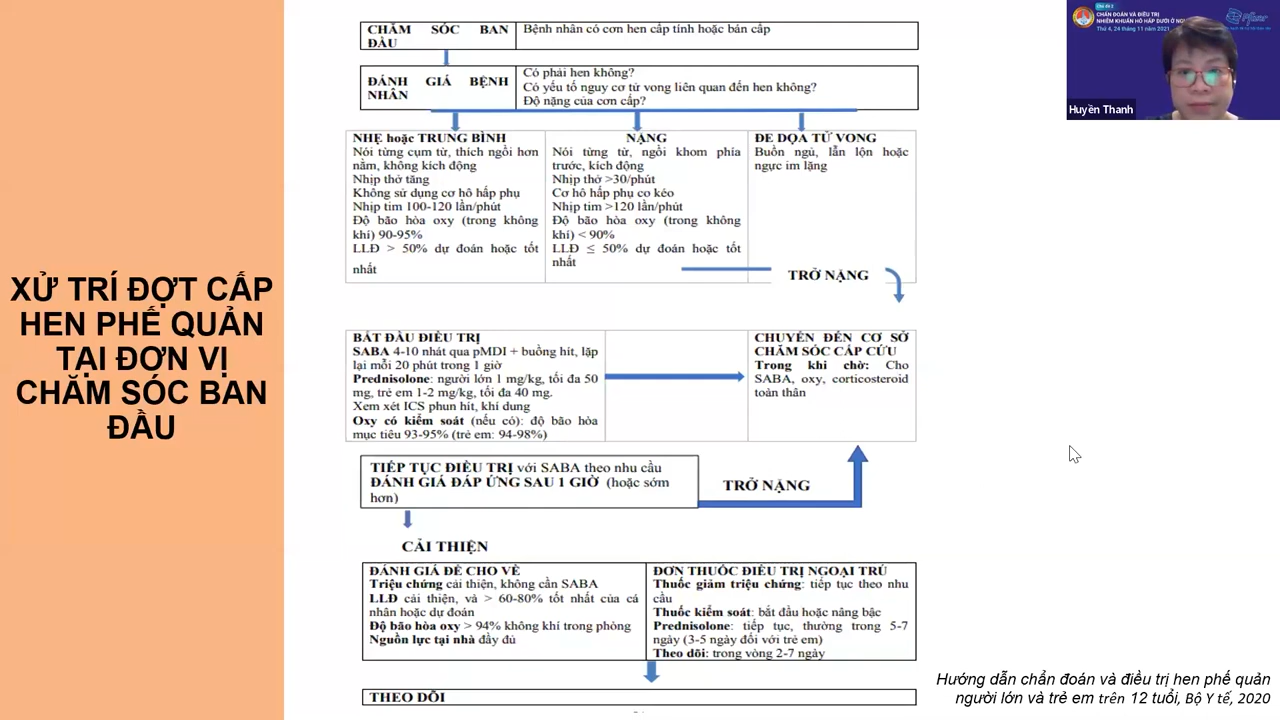 XỬ TRÍ ĐỢT CẤP
HEN PHẾ QUẢN
TẠI ĐƠN VỊ
CHĂM SÓC BAN
ĐẦU
CHĂM SÓC BAN
ĐẦU
Bệnh nhân có cơn hen cấp tính hoặc bán cấp
ĐÁNH GIÁ BỆNH
NHÂN
Có phải hen không?
Có yếu tố nguy cơ tử vong liên quan đến hen không?
Độ nặng của cơn cấp?
NHẸ hoặc TRUNG BÌNH
Nói từng cụm từ, thích ngồi hơn
nằm, không kích động
Nhịp thở tăng
Không sử dụng cơ hô hấp phụ
Nhịp tim 100-120 lần/phút
Độ bão hòa oxy (trong không
khí) 90-95%
LLĐ > 50% dự đoán hoặc tốt
nhất
NẶNG
Nói từng từ, ngồi khom phía
trước, kích động
Nhịp thở >30/phút
Cơ hô hấp phụ co kéo
Nhịp tim >120 lần/phút
Độ bão hòa oxy (trong không
khí) < 90%
LLĐ ≤ 50% dự đoán hoặc tốt
nhất
ĐE DỌA TỬ VONG
Buồn ngủ, lẫn lộn hoặc
ngực im lặng
TRỞ NẶNG
BẮT ĐẦU ĐIỀU TRỊ
SABA 4-10 nhát qua pMDI + buồng hít, lặp
lại mỗi 20 phút trong 1 giờ
Prednisolone: người lớn 1 mg/kg, tối đa 50
mg, trẻ em 1-2 mg/kg, tối đa 40 mg.
Xem xét ICS phun hít, khí dung
Oxy có kiểm soát (nếu có): độ bão hòa
mục tiêu 93-95% (trẻ em: 94-98%)
CHUYỂN ĐẾN CƠ SỞ
CHĂM SÓC CẤP CỨU
Trong khi chờ: Cho
SABA, oxy, corticosteroid
toàn thân
TIẾP TỤC ĐIỀU TRỊ với SABA theo nhu cầu
ĐÁNH GIÁ ĐÁP ỨNG SAU 1 GIỜ (hoặc sớm
hơn)
TRỞ NẶNG
CẢI THIỆN
ĐÁNH GIÁ ĐỂ CHO VỀ
Triệu chứng cải thiện, không cần SABA
LLĐ cải thiện, và > 60-80% tốt nhất của cá
nhân hoặc dự đoán
Độ bão hòa oxy > 94% không khí trong phòng
Nguồn lực tại nhà đầy đủ
ĐƠN THUỐC ĐIỀU TRỊ NGOẠI TRÚ
Thuốc giảm triệu chứng: tiếp tục theo nhu
cầu
Thuốc kiểm soát: bắt đầu hoặc nâng bậc
Prednisolone: tiếp tục, thường trong 5-7
ngày (3-5 ngày đối với trẻ em)
Theo dõi: trong vòng 2-7 ngày
THEO DÕI
Hướng dẫn chẩn đoán và điều trị hen phế quản
người lớn và trẻ em trên 12 tuổi, Bộ Y tế, 2020
CHẨN ĐOÁN VÀ ĐIỀU TRỊ
NHIỄM KHUẨN HÔ HẤP DƯỚI Ở
Thứ 4, 24 tháng 11 năm 2021
Huyền Thanh